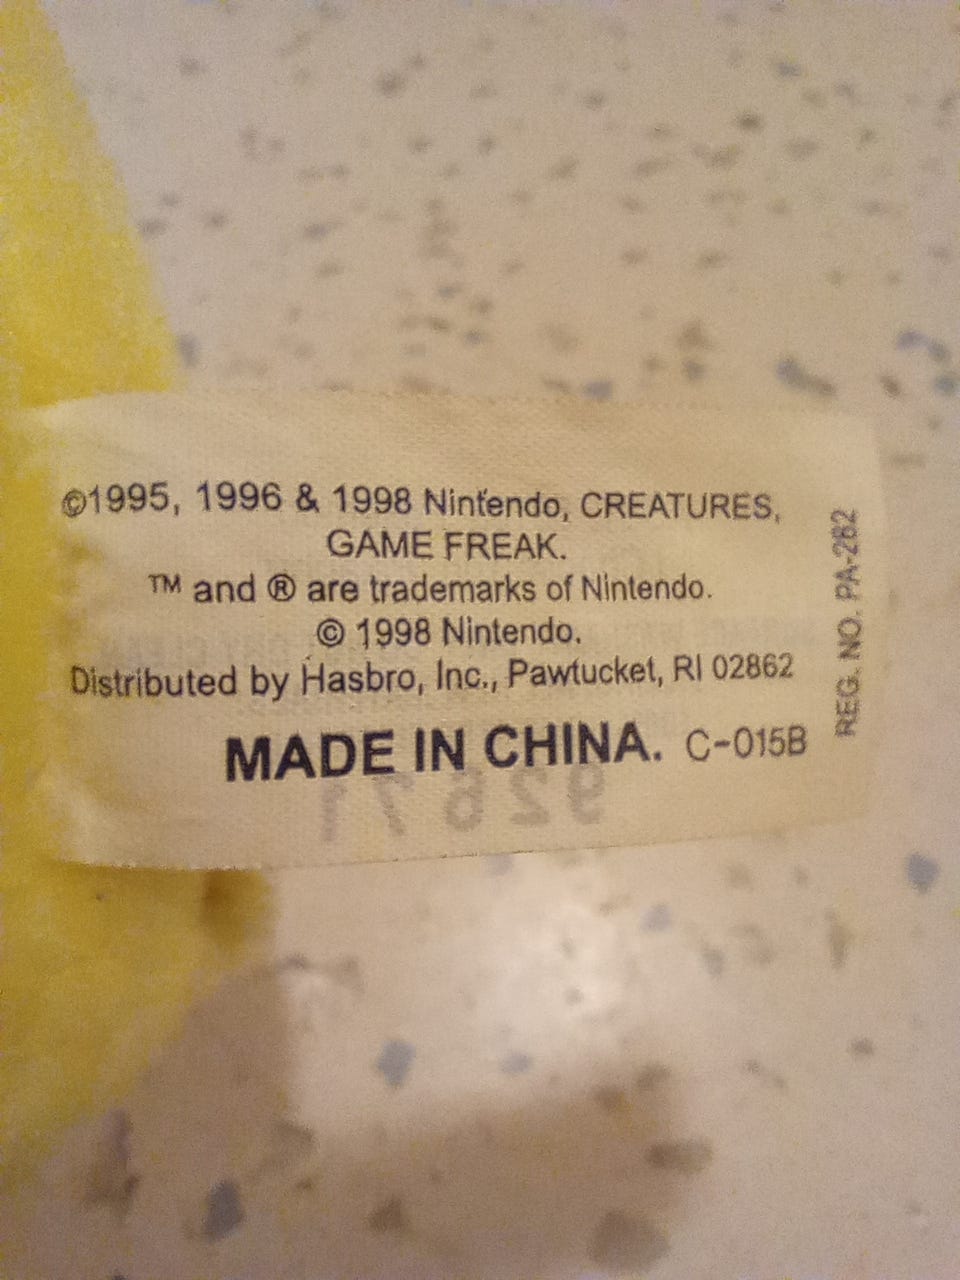 ©1995, 1996 & 1998 Nintendo, CREATURES,
GAME FREAK.
™ and ® are trademarks of Nintendo.
© 1998 Nintendo.
Distributed by Hasbro, Inc., Pawtucket, RI 02862
MADE IN CHINA. C-015B
REG. NO. PA-282
92671